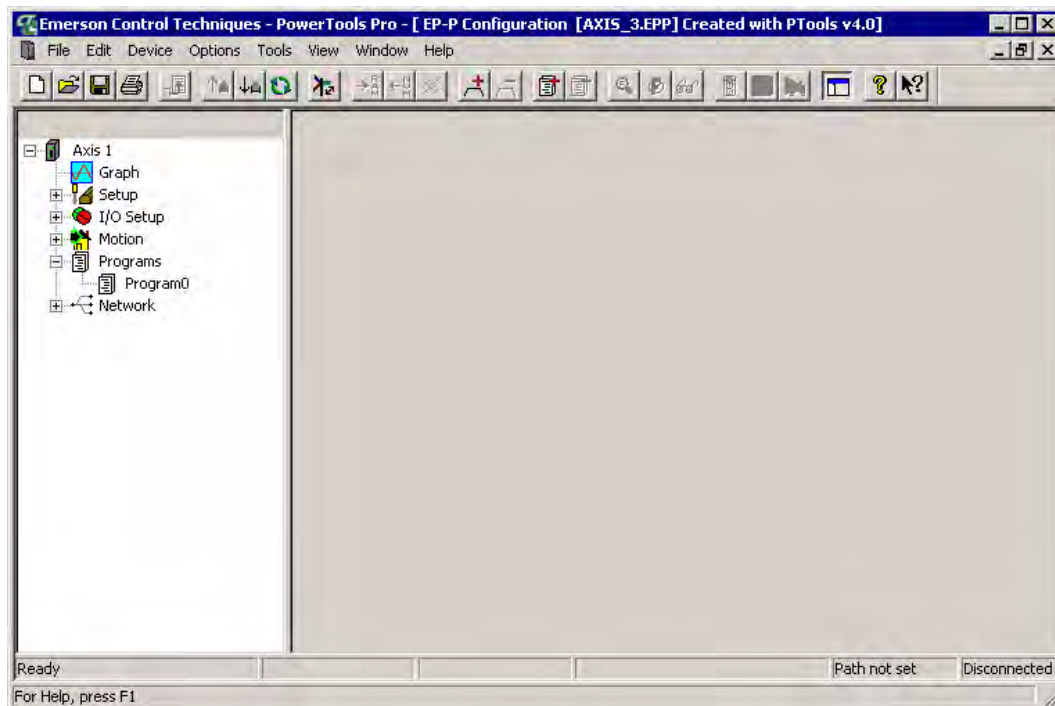 Emerson Control Techniques - PowerTools Pro - [ EP-P Configuration [AXIS_3.EPP] Created with PTools v4.0]
File Edit Device Options Tools View Window Help
Axis 1
Graph
Setup
I/O Setup
Motion
Programs
Program0
Network
Ready Path not set Disconnected
For Help, press F1